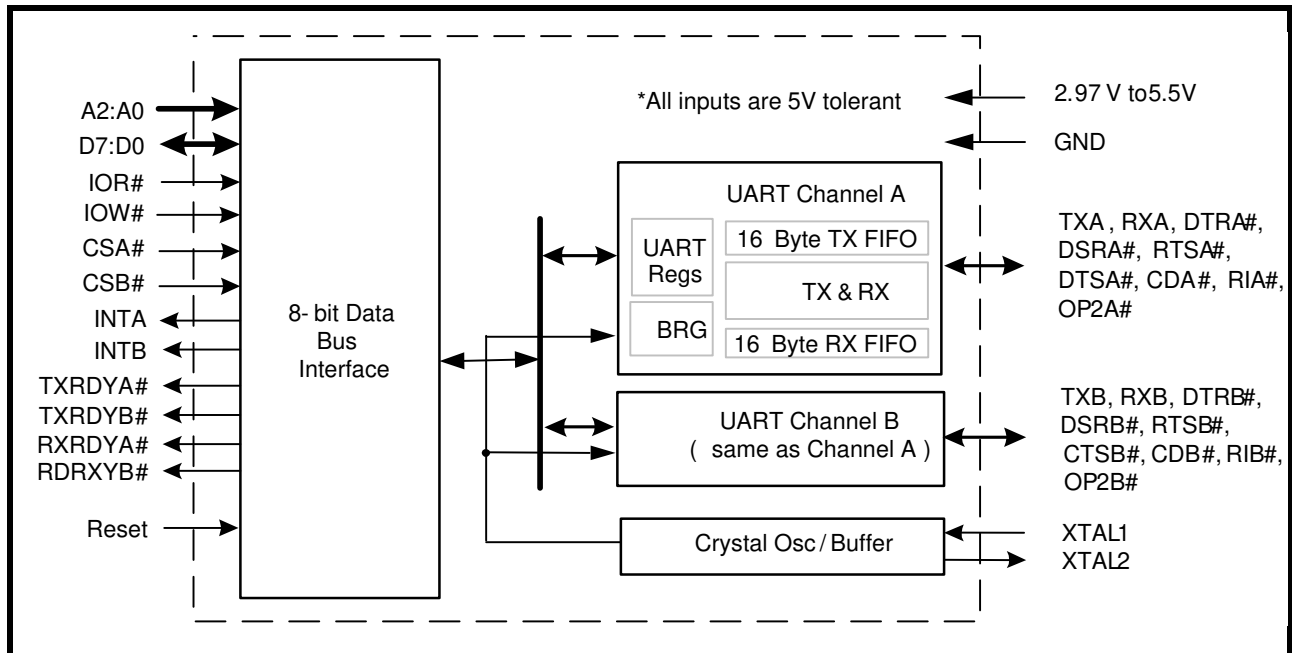 A2:A0
D7:D0
IOR#
IOW#
CSA#
CSB#
INTA
INTB
TXRDYA#
TXRDYB#
RXRDYA#
RDRXYB#
Reset
8- bit Data
Bus
Interface
*All inputs are 5V tolerant
UART Channel A
UART
Regs
BRG
16 Byte TX FIFO
TX & RX
16 Byte RX FIFO
UART Channel B
( same as Channel A )
Crystal Osc / Buffer
2.97 V to5.5V
GND
TXA , RXA, DTRA#,
DSRA#, RTSA#,
DTSA#, CDA#, RIA#,
OP2A#
TXB, RXB, DTRB#,
DSRB#, RTSB#,
CTSB#, CDB#, RIB#,
OP2B#
XTAL1
XTAL2